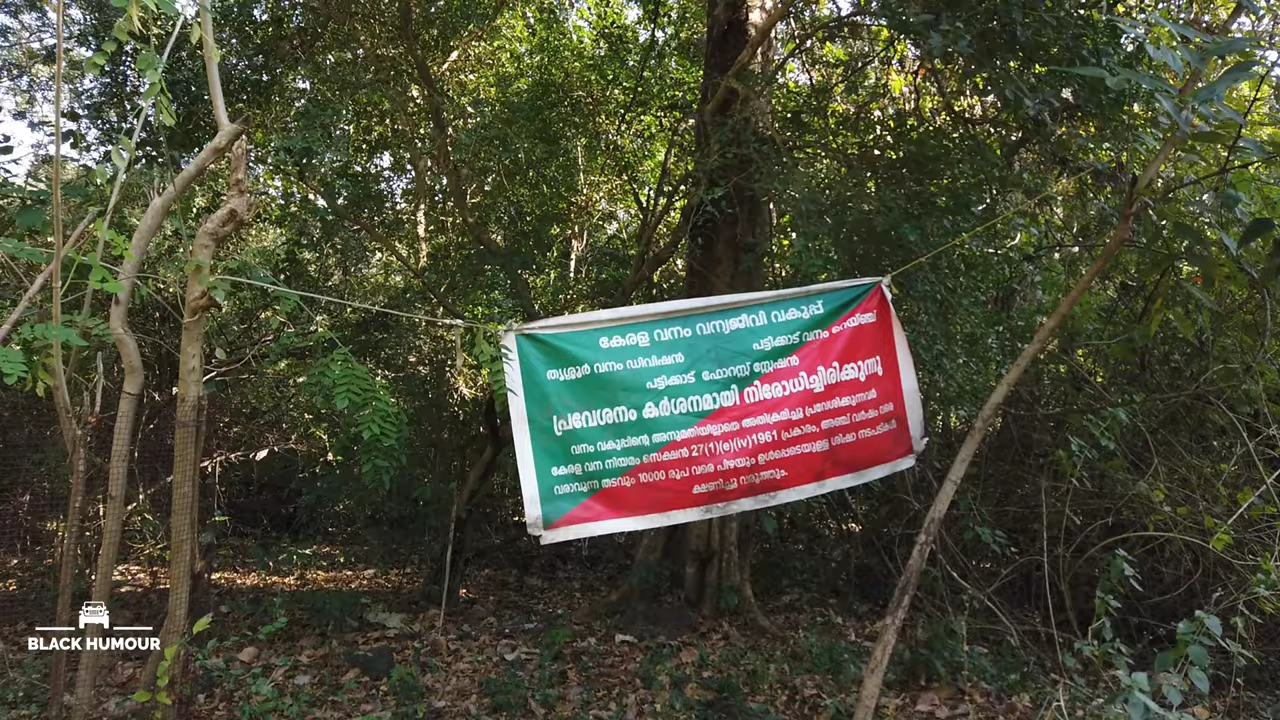 കേരള വനം വന്യജീവി വകുപ്പ്
തൃശ്ശൂർ വനം ഡിവിഷൻ പട്ടിക്കാട് വനം റെയ്ഞ്ച്
പട്ടിക്കാട് ഫോറസ്റ്റ് സ്റ്റേഷൻ
പ്രവേശനം കർശനമായി നിരോധിച്ചിരിക്കുന്നു
വനം വകുപ്പിന്റെ അനുമതിയില്ലാതെ അതിക്രമിച്ചു പ്രവേശിക്കുന്നവർ
കേരള വന നിയമം സെക്ഷൻ 27(1)(e)(iv)1961 പ്രകാരം, അഞ്ച് വർഷം വരെ
വരാവുന്ന തടവും 10000 രൂപ വരെ പിഴയും ഉൾപ്പെടെയുള്ള ശിക്ഷാ നടപടികൾ
ക്ഷണിച്ചു വരുത്തും.
BLACK HUMOUR